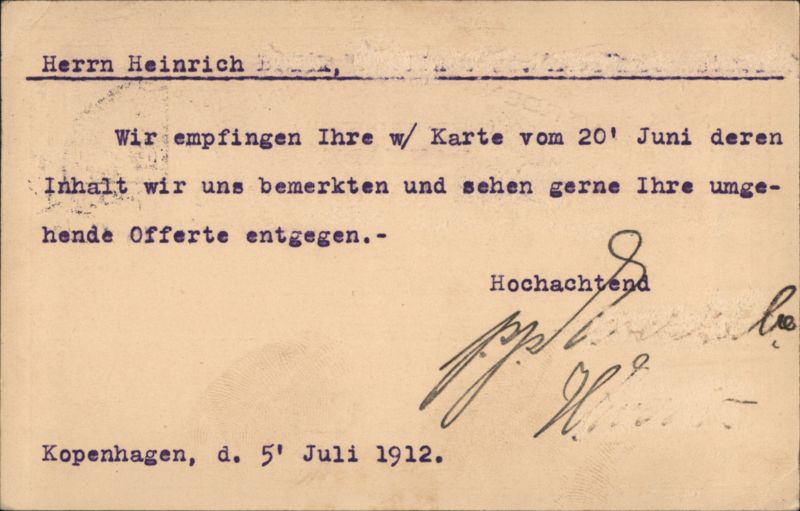 Herrn Heinrich
Wir empfingen Ihre w/ Karte vom 20' Juni deren
Inhalt wir uns bemerkten und sehen gerne Ihre umge-
hende Offerte entgegen.-
Hochachtend
p.p.
Kopenhagen, d. 5' Juli 1912.